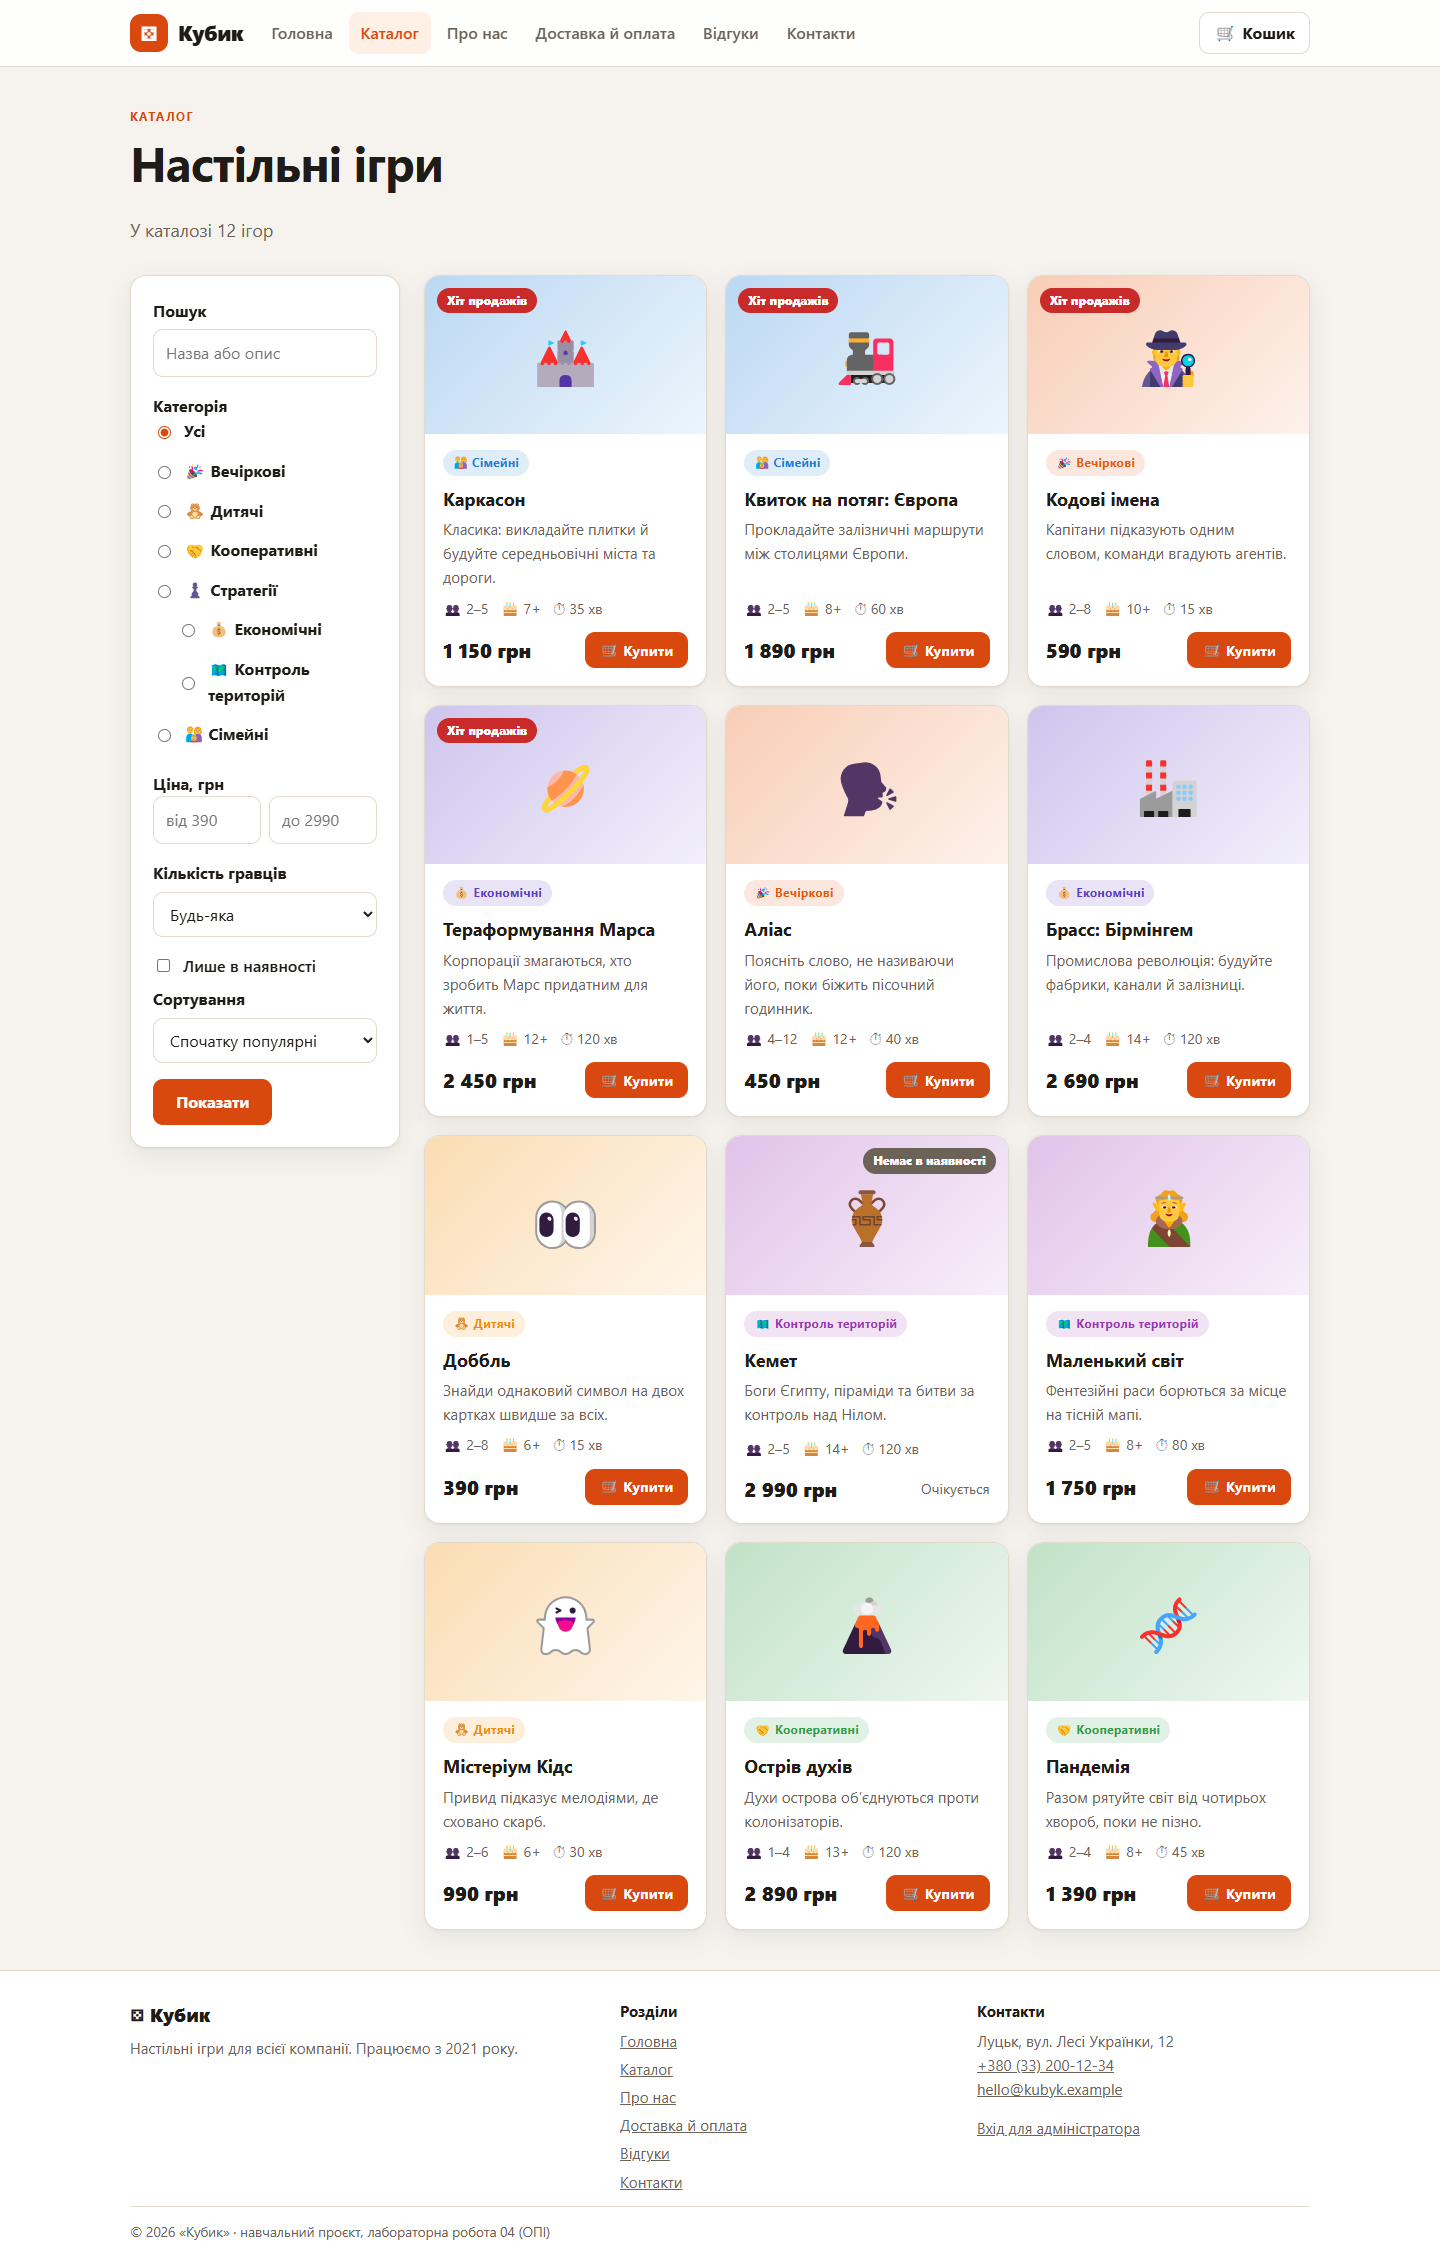 Кубик
Головна
Каталог
Про нас
Доставка й оплата
Відгуки
Контакти
Кошик
КАТАЛОГ
Настільні ігри
У каталозі 12 ігор
Пошук
Назва або опис
Категорія
Усі
Вечіркові
Дитячі
Кооперативні
Стратегії
Економічні
Контроль
територій
Сімейні
Ціна, грн
від 390
до 2990
Кількість гравців
Будь-яка
Лише в наявності
Сортування
Спочатку популярні
Показати
Хіт продажів
Сімейні
Каркасон
Класика: викладайте плитки й
будуйте середньовічні міста та
дороги.
2–5 7+ 35 хв
1 150 грн
Купити
Хіт продажів
Сімейні
Квиток на потяг: Європа
Прокладайте залізничні маршрути
між столицями Європи.
2–5 8+ 60 хв
1 890 грн
Купити
Хіт продажів
Вечіркові
Кодові імена
Капітани підказують одним
словом, команди вгадують агентів.
2–8 10+ 15 хв
590 грн
Купити
Хіт продажів
Економічні
Тераформування Марса
Корпорації змагаються, хто
зробить Марс придатним для
життя.
1–5 12+ 120 хв
2 450 грн
Купити
Вечіркові
Аліас
Поясніть слово, не називаючи
його, поки біжить пісочний
годинник.
4–12 12+ 40 хв
450 грн
Купити
Економічні
Брасс: Бірмінгем
Промислова революція: будуйте
фабрики, канали й залізниці.
2–4 14+ 120 хв
2 690 грн
Купити
Дитячі
Доббль
Знайди однаковий символ на двох
картках швидше за всіх.
2–8 6+ 15 хв
390 грн
Купити
Немає в наявності
Контроль територій
Кемет
Боги Єгипту, піраміди та битви за
контроль над Нілом.
2–5 14+ 120 хв
2 990 грн
Очікується
Контроль територій
Маленький світ
Фентезійні раси борються за місце
на тісній мапі.
2–5 8+ 80 хв
1 750 грн
Купити
Дитячі
Містеріум Кідс
Привид підказує мелодіями, де
сховано скарб.
2–6 6+ 30 хв
990 грн
Купити
Кооперативні
Острів духів
Духи острова об’єднуються проти
колонізаторів.
1–4 13+ 120 хв
2 890 грн
Купити
Кооперативні
Пандемія
Разом рятуйте світ від чотирьох
хвороб, поки не пізно.
2–4 8+ 45 хв
1 390 грн
Купити
Кубик
Настільні ігри для всієї компанії. Працюємо з 2021 року.
Розділи
Головна
Каталог
Про нас
Доставка й оплата
Відгуки
Контакти
Контакти
Луцьк, вул. Лесі Українки, 12
+380 (33) 200-12-34
hello@kubyk.example
Вхід для адміністратора
© 2026 «Кубик» · навчальний проєкт, лабораторна робота 04 (ОПІ)